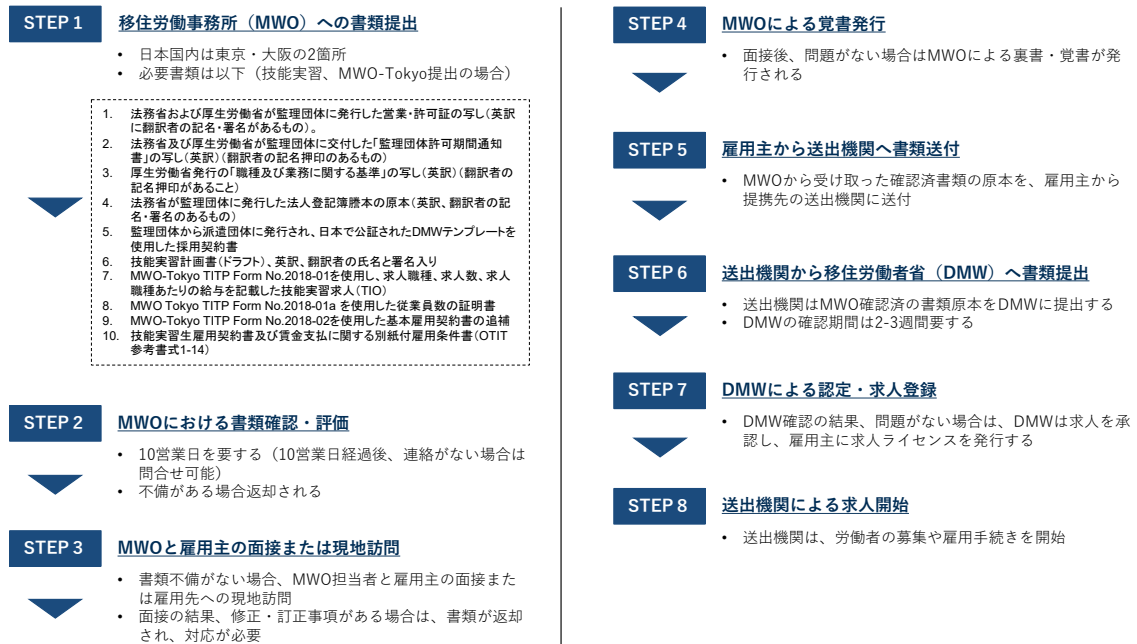 STEP 1
移住労働事務所（MWO）への書類提出
• 日本国内は東京・大阪の2箇所
• 必要書類は以下（技能実習、MWO-Tokyo提出の場合）
1. 法務省および厚生労働省が監理団体に発行した営業・許可証の写し(英訳
に翻訳者の記名・署名があるもの)。
2. 法務省及び厚生労働省が監理団体に交付した「監理団体許可期間通知
書」の写し(英訳)(翻訳者の記名押印のあるもの)
3. 厚生労働省発行の「職種及び業務に関する基準」の写し(英訳)(翻訳者の
記名押印があること)
4. 法務省が監理団体に発行した法人登記簿謄本の原本(英訳、翻訳者の記
名・署名のあるもの)
5. 監理団体から派遣団体に発行され、日本で公証されたDMWテンプレートを
使用した採用契約書
6. 技能実習計画書(ドラフト)、英訳、翻訳者の氏名と署名入り
7. MWO-Tokyo TITP Form No.2018-01を使用し、求人職種、求人数、求人
職種あたりの給与を記載した技能実習求人(TIO)
8. MWO Tokyo TITP Form No.2018-01a を使用した従業員数の証明書
9. MWO-Tokyo TITP Form No.2018-02を使用した基本雇用契約書の追補
10. 技能実習生雇用契約書及び賃金支払に関する別紙付雇用条件書(OTIT
参考書式1-14)
STEP 2
MWOにおける書類確認・評価
• 10営業日を要する（10営業日経過後、連絡がない場合は
問合せ可能）
• 不備がある場合返却される
STEP 3
MWOと雇用主の面接または現地訪問
• 書類不備がない場合、MWO担当者と雇用主の面接また
は雇用先への現地訪問
• 面接の結果、修正・訂正事項がある場合は、書類が返却
され、対応が必要
STEP 4
MWOによる覚書発行
• 面接後、問題がない場合はMWOによる裏書・覚書が発
行される
STEP 5
雇用主から送出機関へ書類送付
• MWOから受け取った確認済書類の原本を、雇用主から
提携先の送出機関に送付
STEP 6
送出機関から移住労働者省（DMW）へ書類提出
• 送出機関はMWO確認済の書類原本をDMWに提出する
• DMWの確認期間は2-3週間要する
STEP 7
DMWによる認定・求人登録
• DMW確認の結果、問題がない場合は、DMWは求人を承
認し、雇用主に求人ライセンスを発行する
STEP 8
送出機関による求人開始
• 送出機関は、労働者の募集や雇用手続きを開始